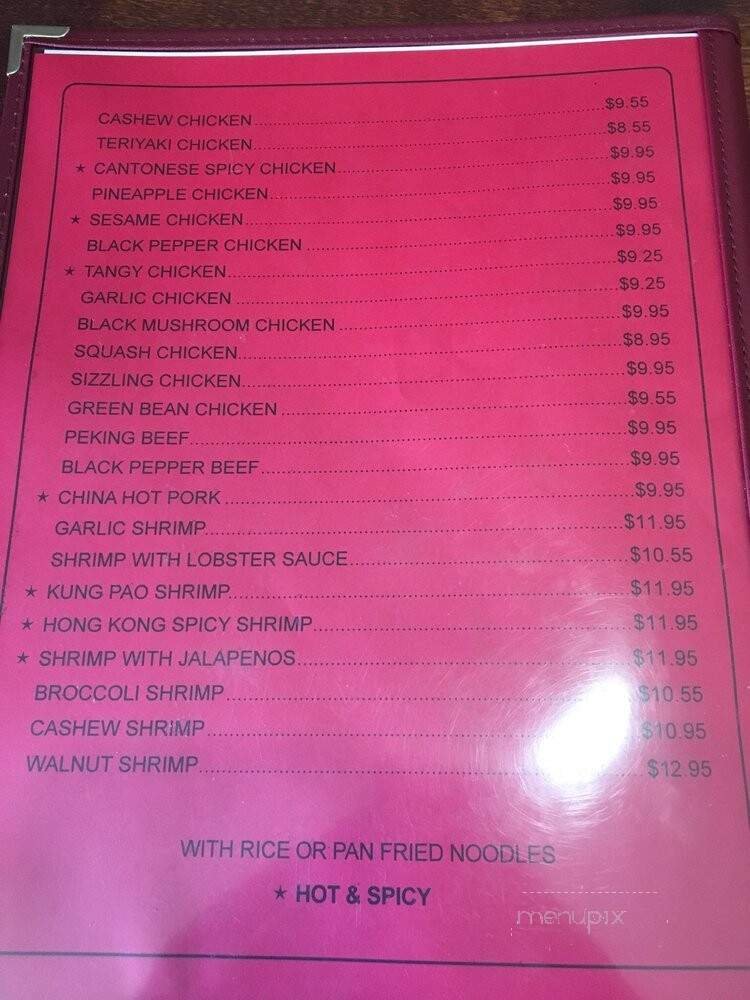 CASHEW CHICKEN $9.55
TERIYAKI CHICKEN $8.55
★ CANTONESE SPICY CHICKEN $9.95
PINEAPPLE CHICKEN $9.95
★ SESAME CHICKEN $9.95
BLACK PEPPER CHICKEN $9.95
★ TANGY CHICKEN $9.25
GARLIC CHICKEN $9.25
BLACK MUSHROOM CHICKEN $9.95
SQUASH CHICKEN $8.95
SIZZLING CHICKEN $9.95
GREEN BEAN CHICKEN $9.55
PEKING BEEF $9.95
BLACK PEPPER BEEF $9.95
★ CHINA HOT PORK $9.95
GARLIC SHRIMP $11.95
SHRIMP WITH LOBSTER SAUCE $10.55
★ KUNG PAO SHRIMP $11.95
★ HONG KONG SPICY SHRIMP $11.95
★ SHRIMP WITH JALAPENOS $11.95
BROCCOLI SHRIMP $10.55
CASHEW SHRIMP $10.95
WALNUT SHRIMP $12.95
WITH RICE OR PAN FRIED NOODLES
★ HOT & SPICY
menupix